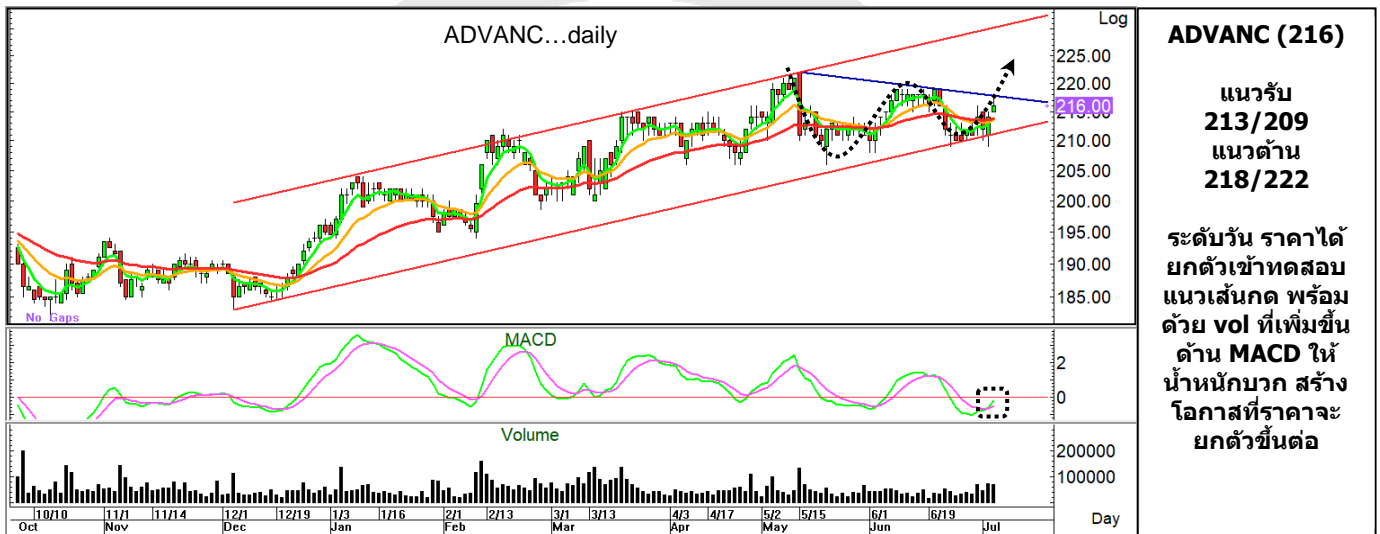 ADVANC...daily
Log
225.00
220.00
216.00
215.00
210.00
205.00
200.00
195.00
190.00
185.00
No Gaps
MACD
2
0
Volume
200000
100000
10/10 11/1 11/14 12/1 12/19 1/3 1/16 2/1 2/13 3/1 3/13 4/3 4/17 5/2 5/15 6/1 6/19
Oct Nov Dec Jan Feb Mar Apr May Jun Jul
Day
ADVANC (216)
แนวรับ
213/209
แนวต้าน
218/222
ระดับวัน ราคาได้
ยกตัวเข้าทดสอบ
แนวเส้นกด พร้อม
ด้วย vol ที่เพิ่มขึ้น
ด้าน MACD ให้
น้ำหนักบวก สร้าง
โอกาสที่ราคาจะ
ยกตัวขึ้นต่อ